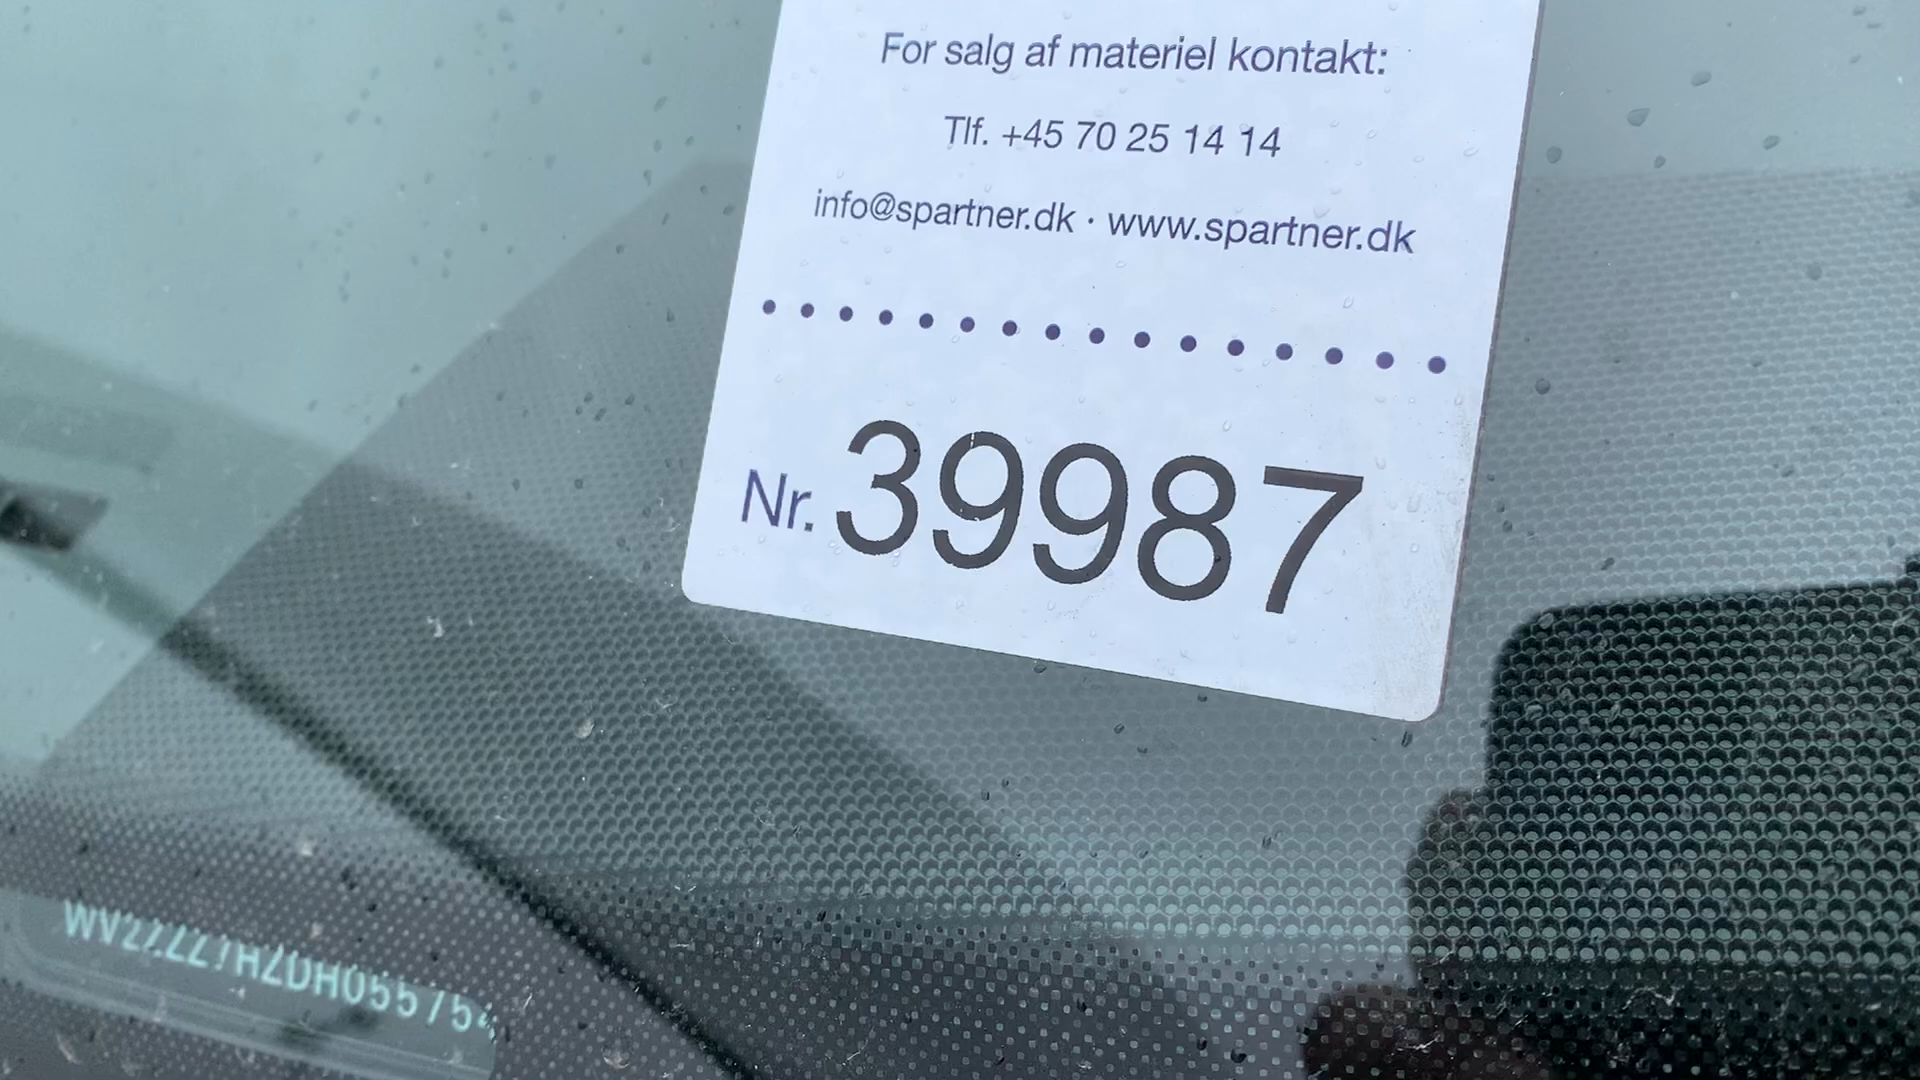 For salg af materiel kontakt:
Tlf. +45 70 25 14 14
info@spartner.dk · www.spartner.dk
Nr. 39987